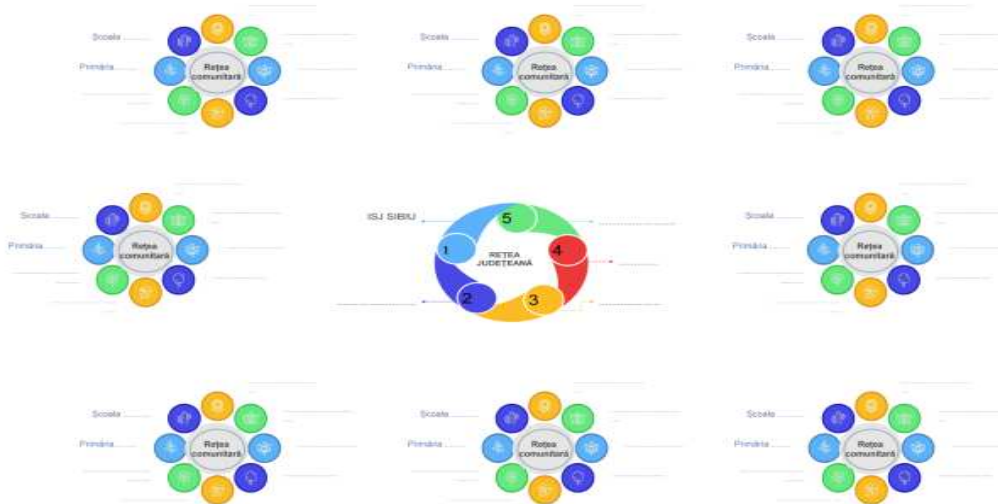 Școala
Primăria
Rețea
comunitară
Școala
Primăria
Rețea
comunitară
Școala
Primăria
Rețea
comunitară
Școala
Primăria
Rețea
comunitară
ISJ SIBIU
5
1
4
REȚEA
JUDEȚEANĂ
2
3
Școala
Primăria
Rețea
comunitară
Școala
Primăria
Rețea
comunitară
Școala
Primăria
Rețea
comunitară
Școala
Primăria
Rețea
comunitară